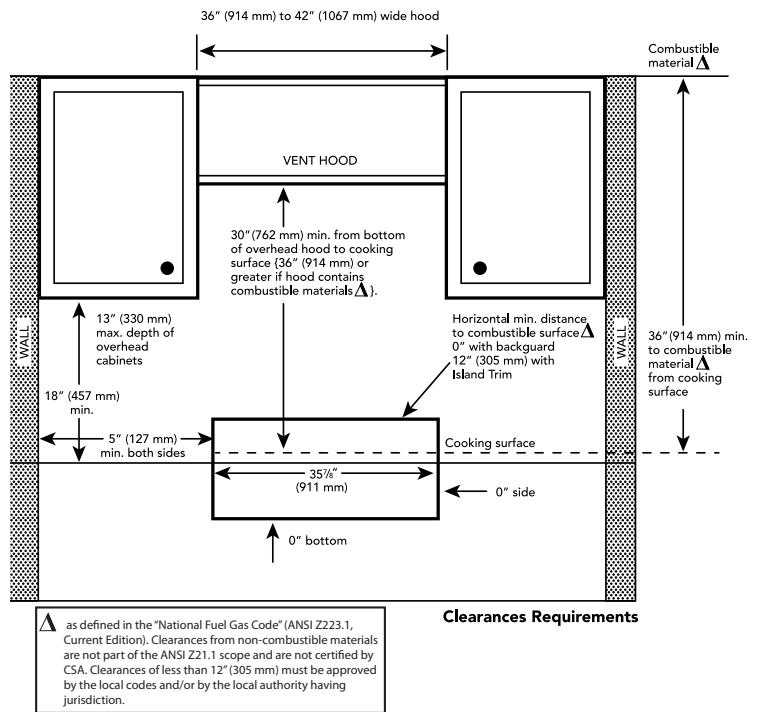 36" (914 mm) to 42" (1067 mm) wide hood
Combustible
material Δ
VENT HOOD
30" (762 mm) min. from bottom
of overhead hood to cooking
surface {36" (914 mm) or
greater if hood contains
combustible materials Δ }.
13" (330 mm)
max. depth of
overhead
cabinets
Horizontal min. distance
to combustible surface Δ
0" with backguard
12" (305 mm) with
Island Trim
WALL
WALL
36" (914 mm) min.
to combustible
material Δ
from cooking
surface
18" (457 mm)
min.
5" (127 mm)
min. both sides
Cooking surface
35⅞"
(911 mm)
0" side
0" bottom
Clearances Requirements
Δ as defined in the "National Fuel Gas Code" (ANSI Z223.1,
Current Edition). Clearances from non-combustible materials
are not part of the ANSI Z21.1 scope and are not certified by
CSA. Clearances of less than 12" (305 mm) must be approved
by the local codes and/or by the local authority having
jurisdiction.